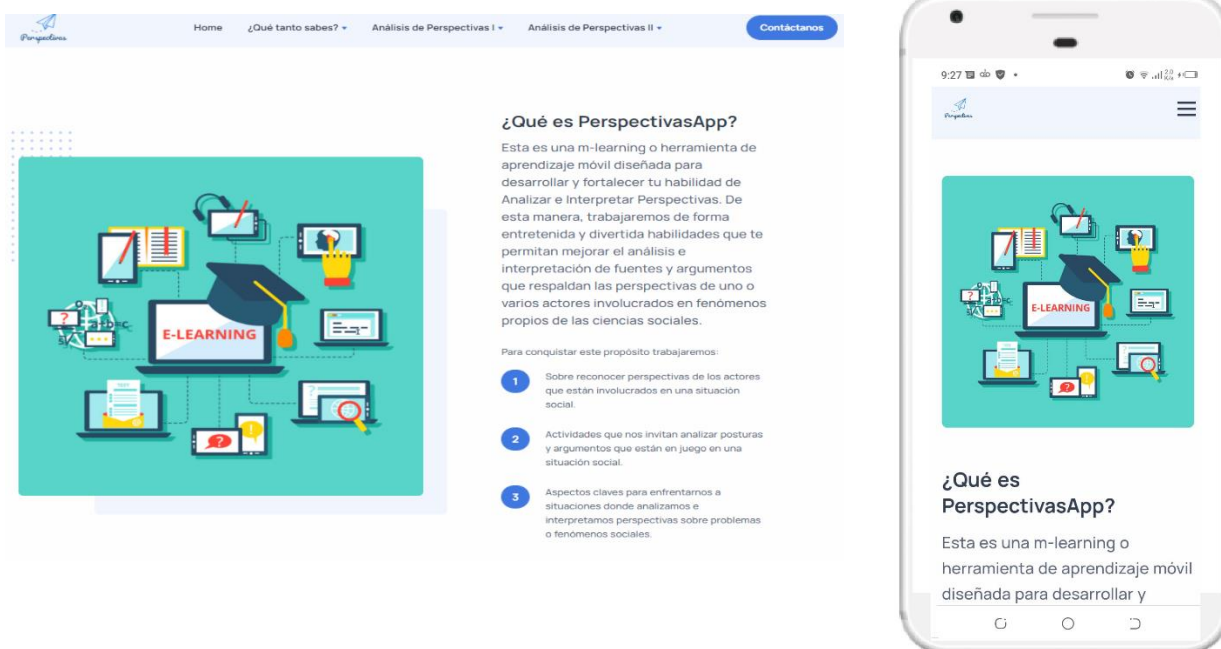 Perspectivas
Home
¿Qué tanto sabes?
Análisis de Perspectivas I
Análisis de Perspectivas II
Contáctanos
E-LEARNING
¿Qué es PerspectivasApp?
Esta es una m-learning o herramienta de
aprendizaje móvil diseñada para
desarrollar y fortalecer tu habilidad de
Analizar e Interpretar Perspectivas. De
esta manera, trabajaremos de forma
entretenida y divertida habilidades que te
permitan mejorar el análisis e
interpretación de fuentes y argumentos
que respaldan las perspectivas de uno o
varios actores involucrados en fenómenos
propios de las ciencias sociales.
Para conquistar este propósito trabajaremos:
1
Sobre reconocer perspectivas de los actores
que están involucrados en una situación
social.
2
Actividades que nos invitan analizar posturas
y argumentos que están en juego en una
situación social.
3
Aspectos claves para enfrentarnos a
situaciones donde analizamos e
interpretamos perspectivas sobre problemas
o fenómenos sociales.
9:27
Perspectivas
E-LEARNING
¿Qué es
PerspectivasApp?
Esta es una m-learning o
herramienta de aprendizaje móvil
diseñada para desarrollar y